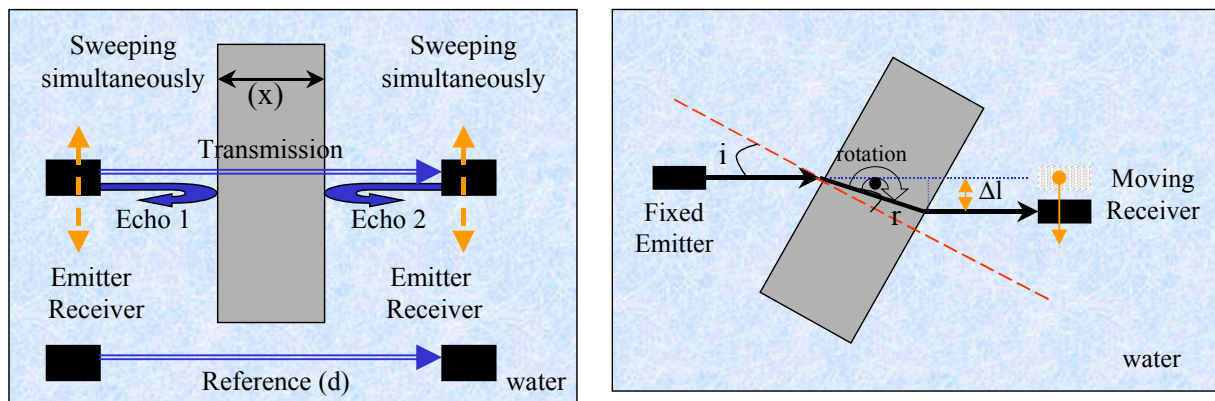 Sweeping
simultaneously
Sweeping
simultaneously
(x)
Transmission
Echo 1
Echo 2
Emitter
Receiver
Emitter
Receiver
Reference (d)
water
i
rotation
Δl
r
Fixed
Emitter
Moving
Receiver
water